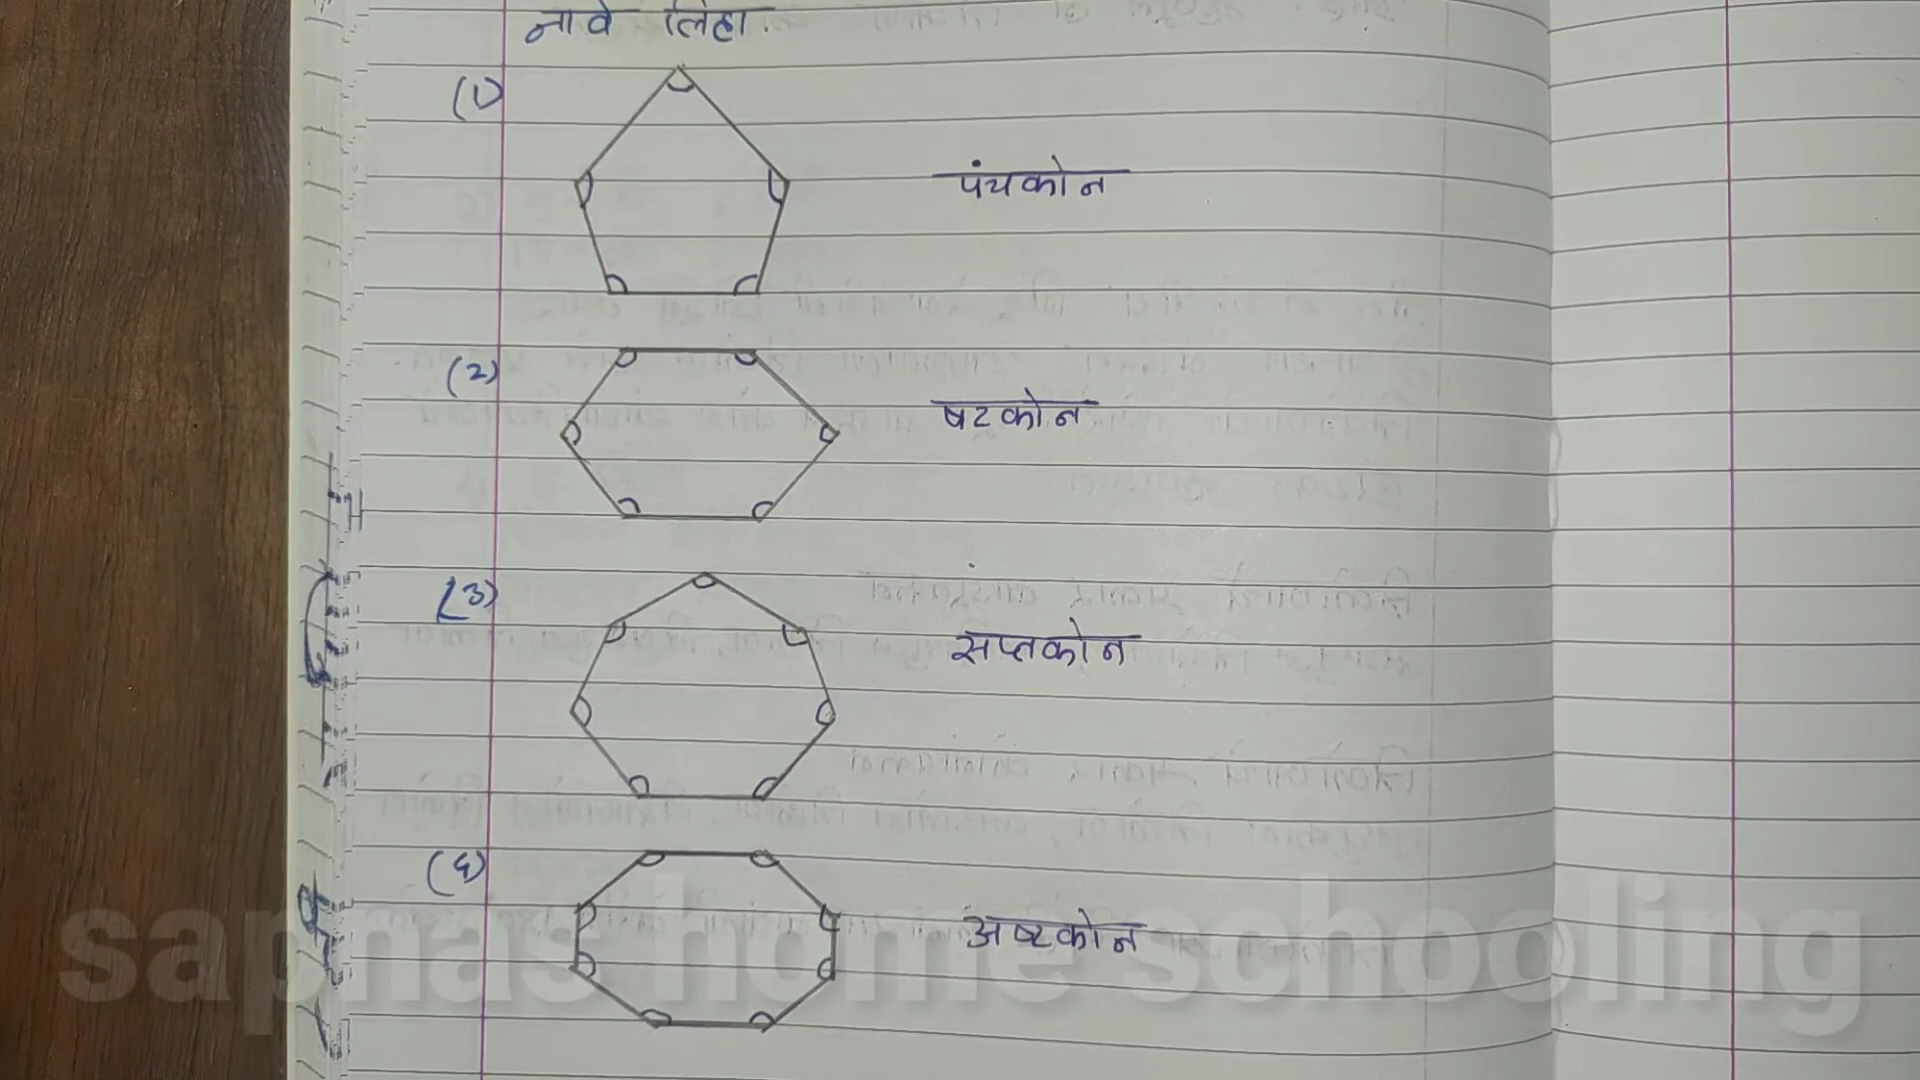 नावे लिहा.
(1)
पंचकोन
(2)
षटकोन
(3)
सप्तकोन
(4)
अष्टकोन
sapnas home schooling